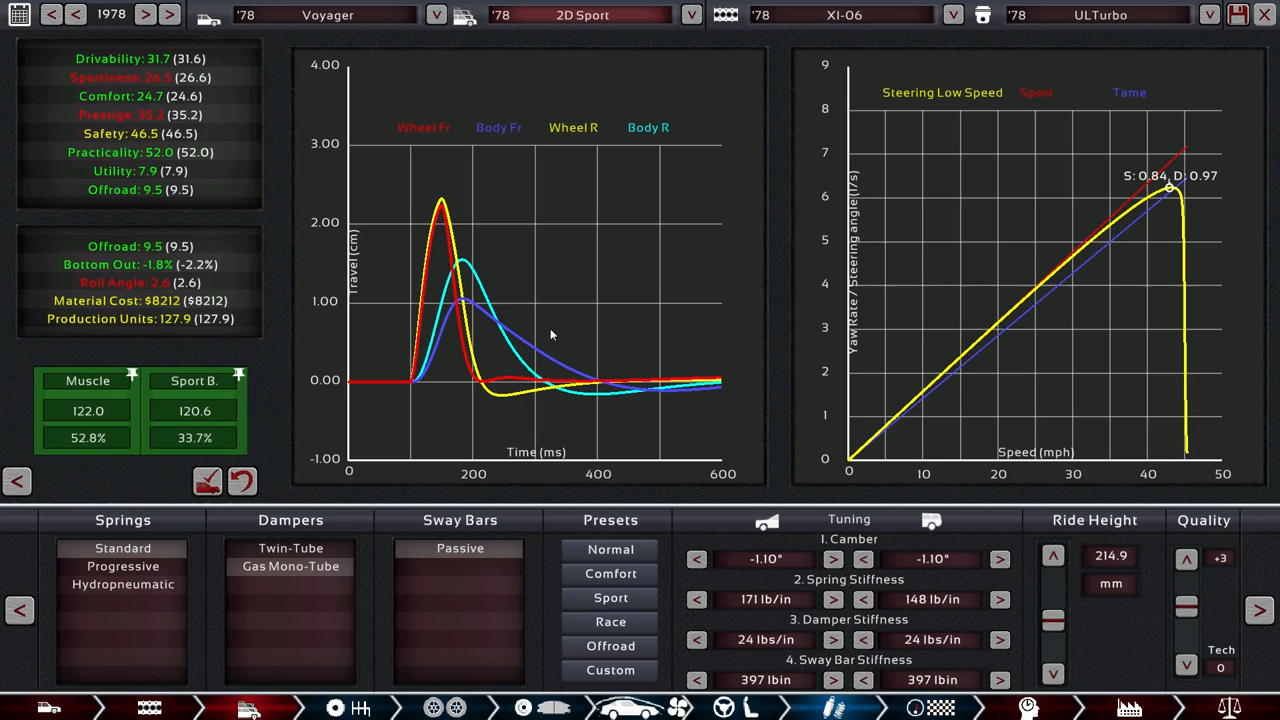 1978
'78 Voyager
'78 2D Sport
'78 XI-06
'78 ULTurbo
Drivability: 31.7 (31.6)
Sportiness: 26.5 (26.6)
Comfort: 24.7 (24.6)
Prestige: 35.2 (35.2)
Safety: 46.5 (46.5)
Practicality: 52.0 (52.0)
Utility: 7.9 (7.9)
Offroad: 9.5 (9.5)
Offroad: 9.5 (9.5)
Bottom Out: -1.8% (-2.2%)
Roll Angle: 2.6 (2.6)
Material Cost: $8212 ($8212)
Production Units: 127.9 (127.9)
Muscle
122.0
52.8%
Sport B.
120.6
33.7%
4.00
3.00
2.00
1.00
0.00
-1.00
Travel (cm)
Wheel Fr
Body Fr
Wheel R
Body R
Time (ms)
0 200 400 600
9
8
7
6
5
4
3
2
1
0
Yaw Rate / Steering angle (1/s)
Steering Low Speed
Sport
Tame
S: 0.84, D: 0.97
Speed (mph)
0 10 20 30 40 50
Springs
Standard
Progressive
Hydropneumatic
Dampers
Twin-Tube
Gas Mono-Tube
Sway Bars
Passive
Presets
Normal
Comfort
Sport
Race
Offroad
Custom
Tuning
1. Camber
< -1.10° > < -1.10° >
2. Spring Stiffness
< 171 lb/in > < 148 lb/in >
3. Damper Stiffness
< 24 lbs/in > < 24 lbs/in >
4. Sway Bar Stiffness
< 397 lbin > < 397 lbin >
Ride Height
214.9
mm
Quality
+3
Tech
0